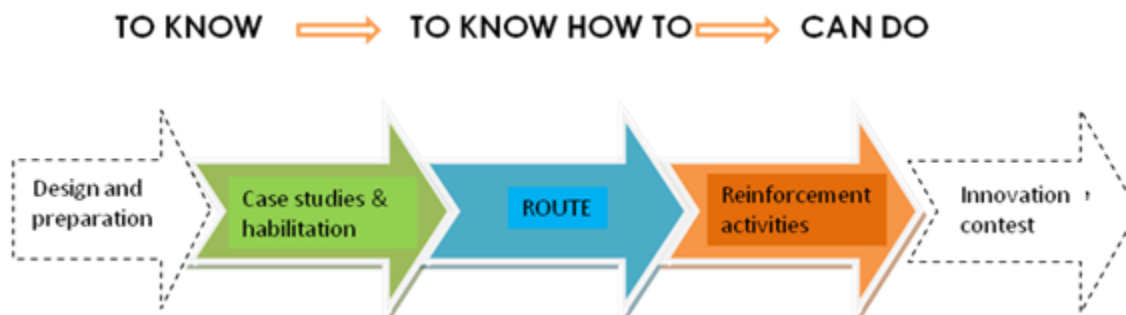 TO KNOW TO KNOW HOW TO CAN DO
Design and
preparation
Case studies &
habilitation
ROUTE
Reinforcement
activities
Innovation ,
contest